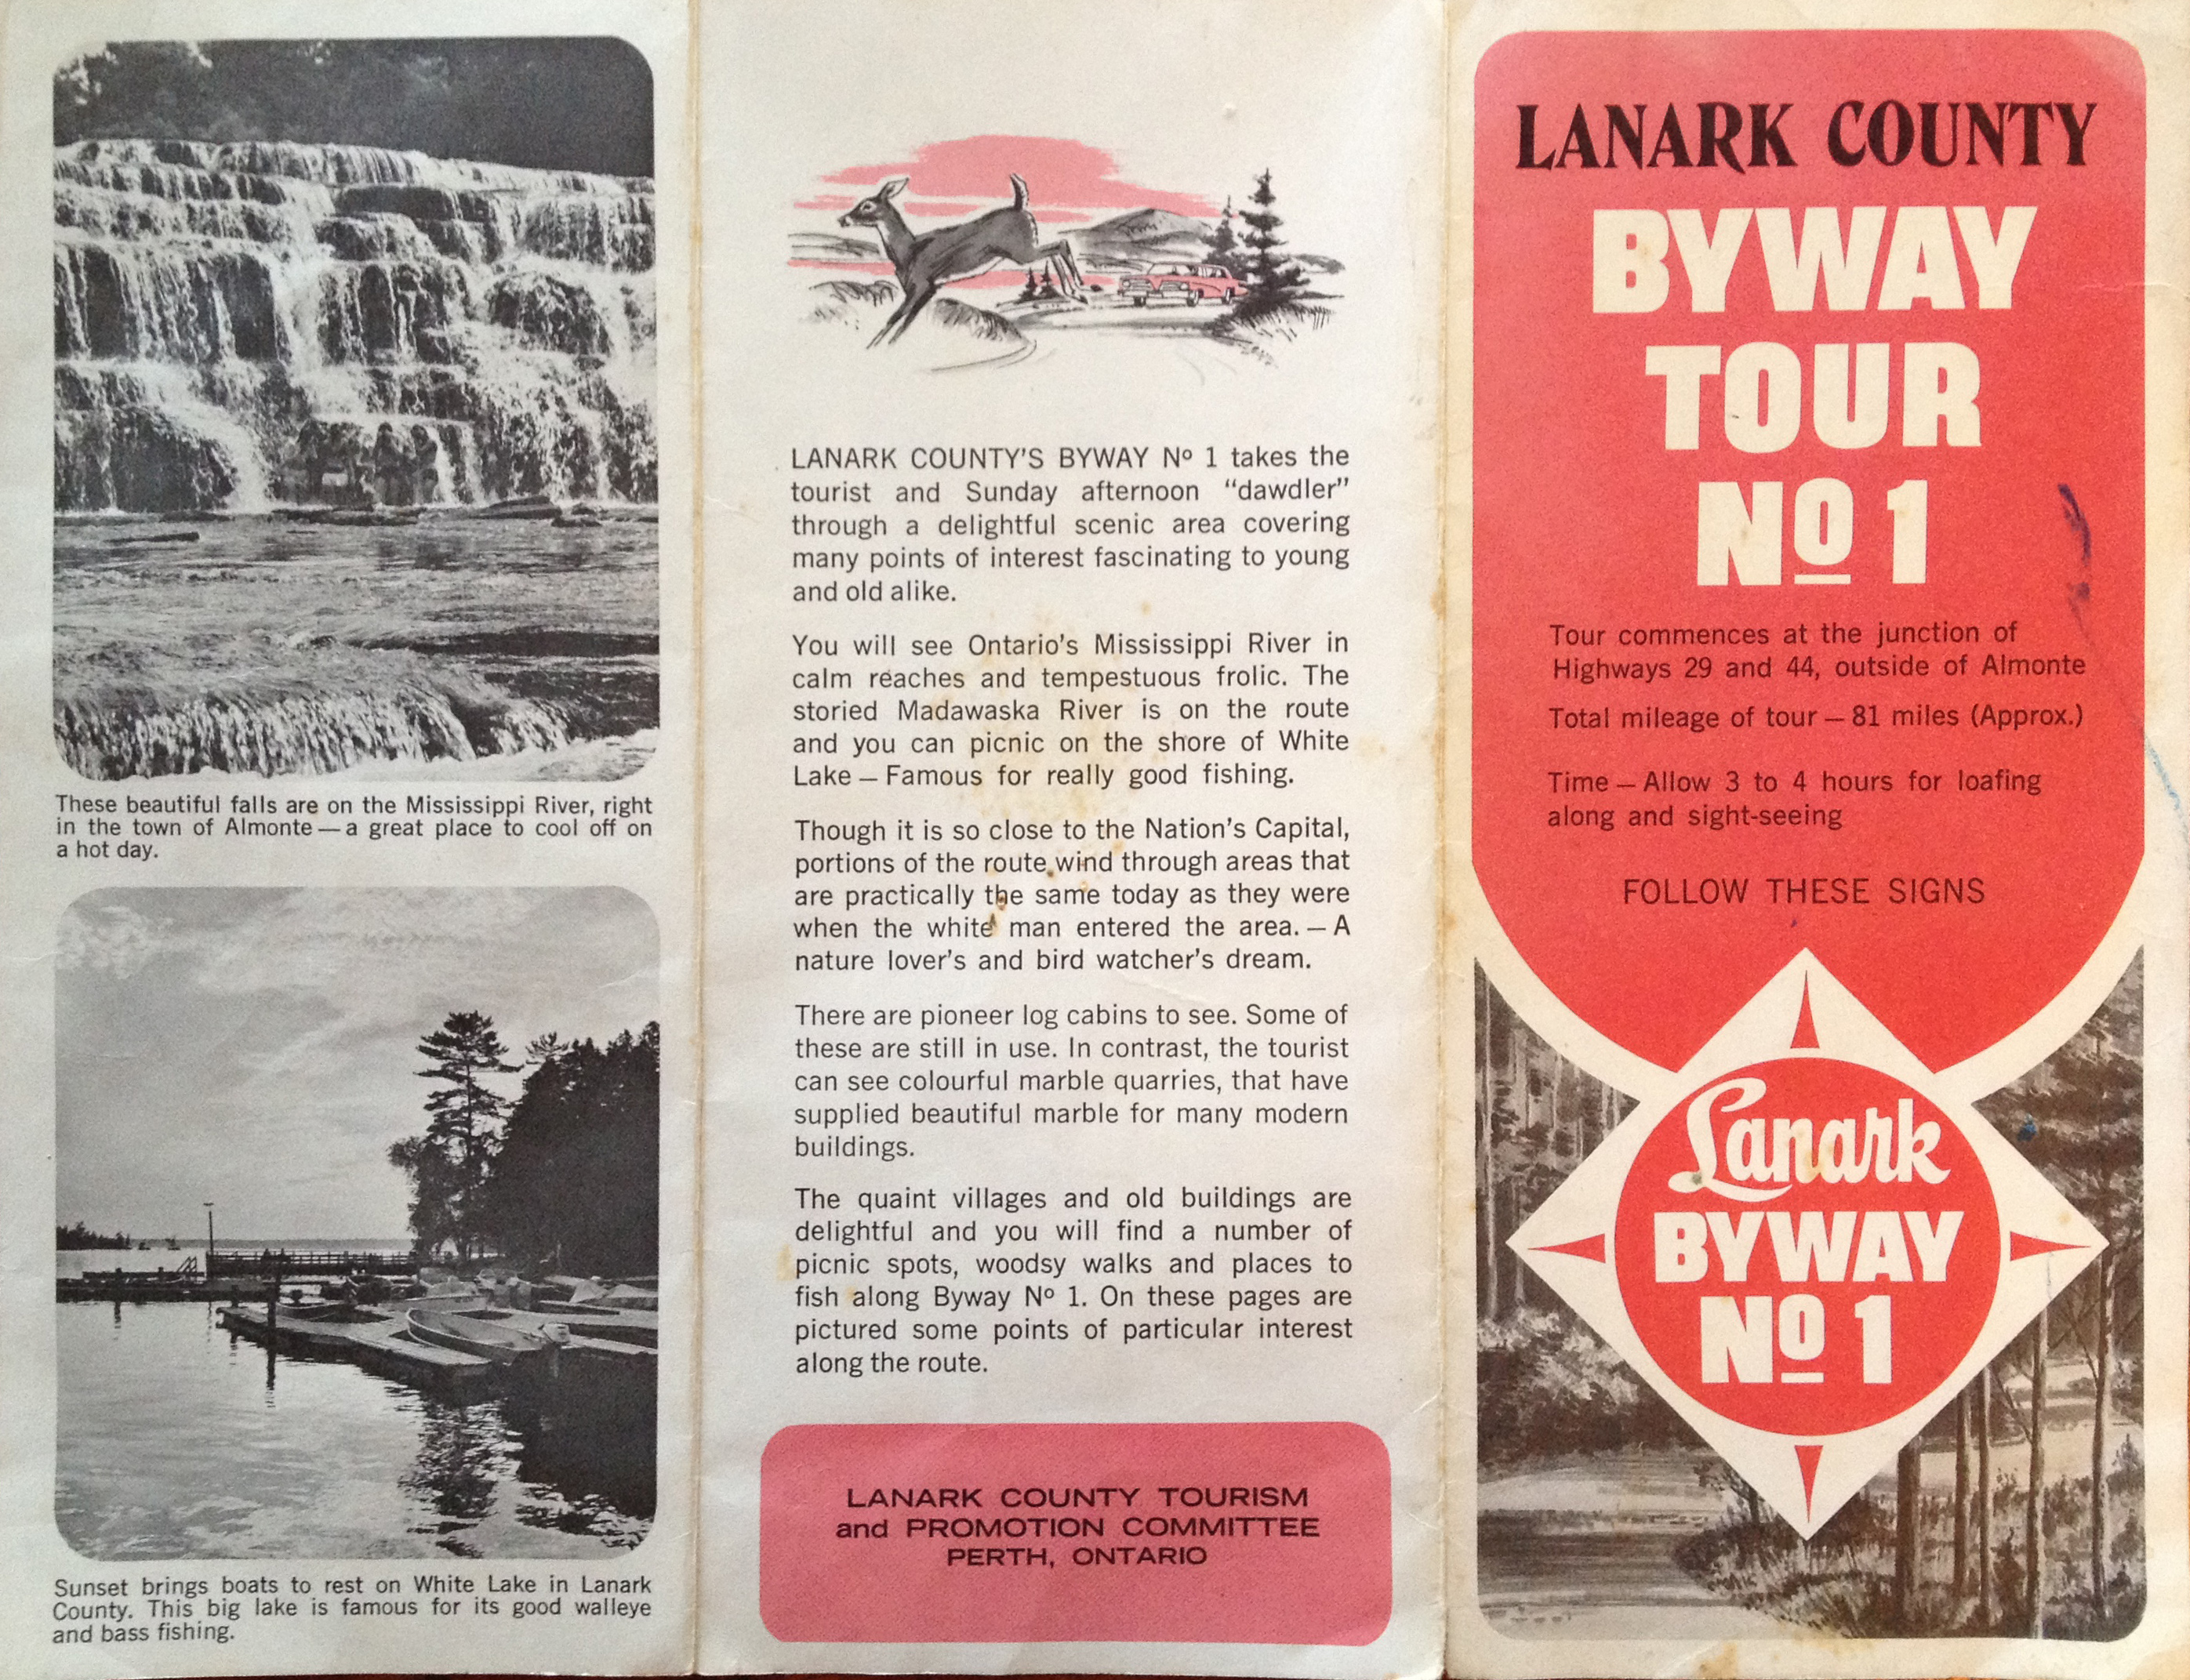 These beautiful falls are on the Mississippi River, right
in the town of Almonte — a great place to cool off on
a hot day.
Sunset brings boats to rest on White Lake in Lanark
County. This big lake is famous for its good walleye
and bass fishing.
LANARK COUNTY'S BYWAY Nº 1 takes the
tourist and Sunday afternoon “dawdler”
through a delightful scenic area covering
many points of interest fascinating to young
and old alike.
You will see Ontario's Mississippi River in
calm reaches and tempestuous frolic. The
storied Madawaska River is on the route
and you can picnic on the shore of White
Lake — Famous for really good fishing.
Though it is so close to the Nation's Capital,
portions of the route wind through areas that
are practically the same today as they were
when the white man entered the area. — A
nature lover's and bird watcher's dream.
There are pioneer log cabins to see. Some of
these are still in use. In contrast, the tourist
can see colourful marble quarries, that have
supplied beautiful marble for many modern
buildings.
The quaint villages and old buildings are
delightful and you will find a number of
picnic spots, woodsy walks and places to
fish along Byway Nº 1. On these pages are
pictured some points of particular interest
along the route.
LANARK COUNTY TOURISM
and PROMOTION COMMITTEE
PERTH, ONTARIO
LANARK COUNTY
BYWAY
TOUR
Nº 1
Tour commences at the junction of
Highways 29 and 44, outside of Almonte
Total mileage of tour — 81 miles (Approx.)
Time — Allow 3 to 4 hours for loafing
along and sight-seeing
FOLLOW THESE SIGNS
Lanark
BYWAY
Nº 1